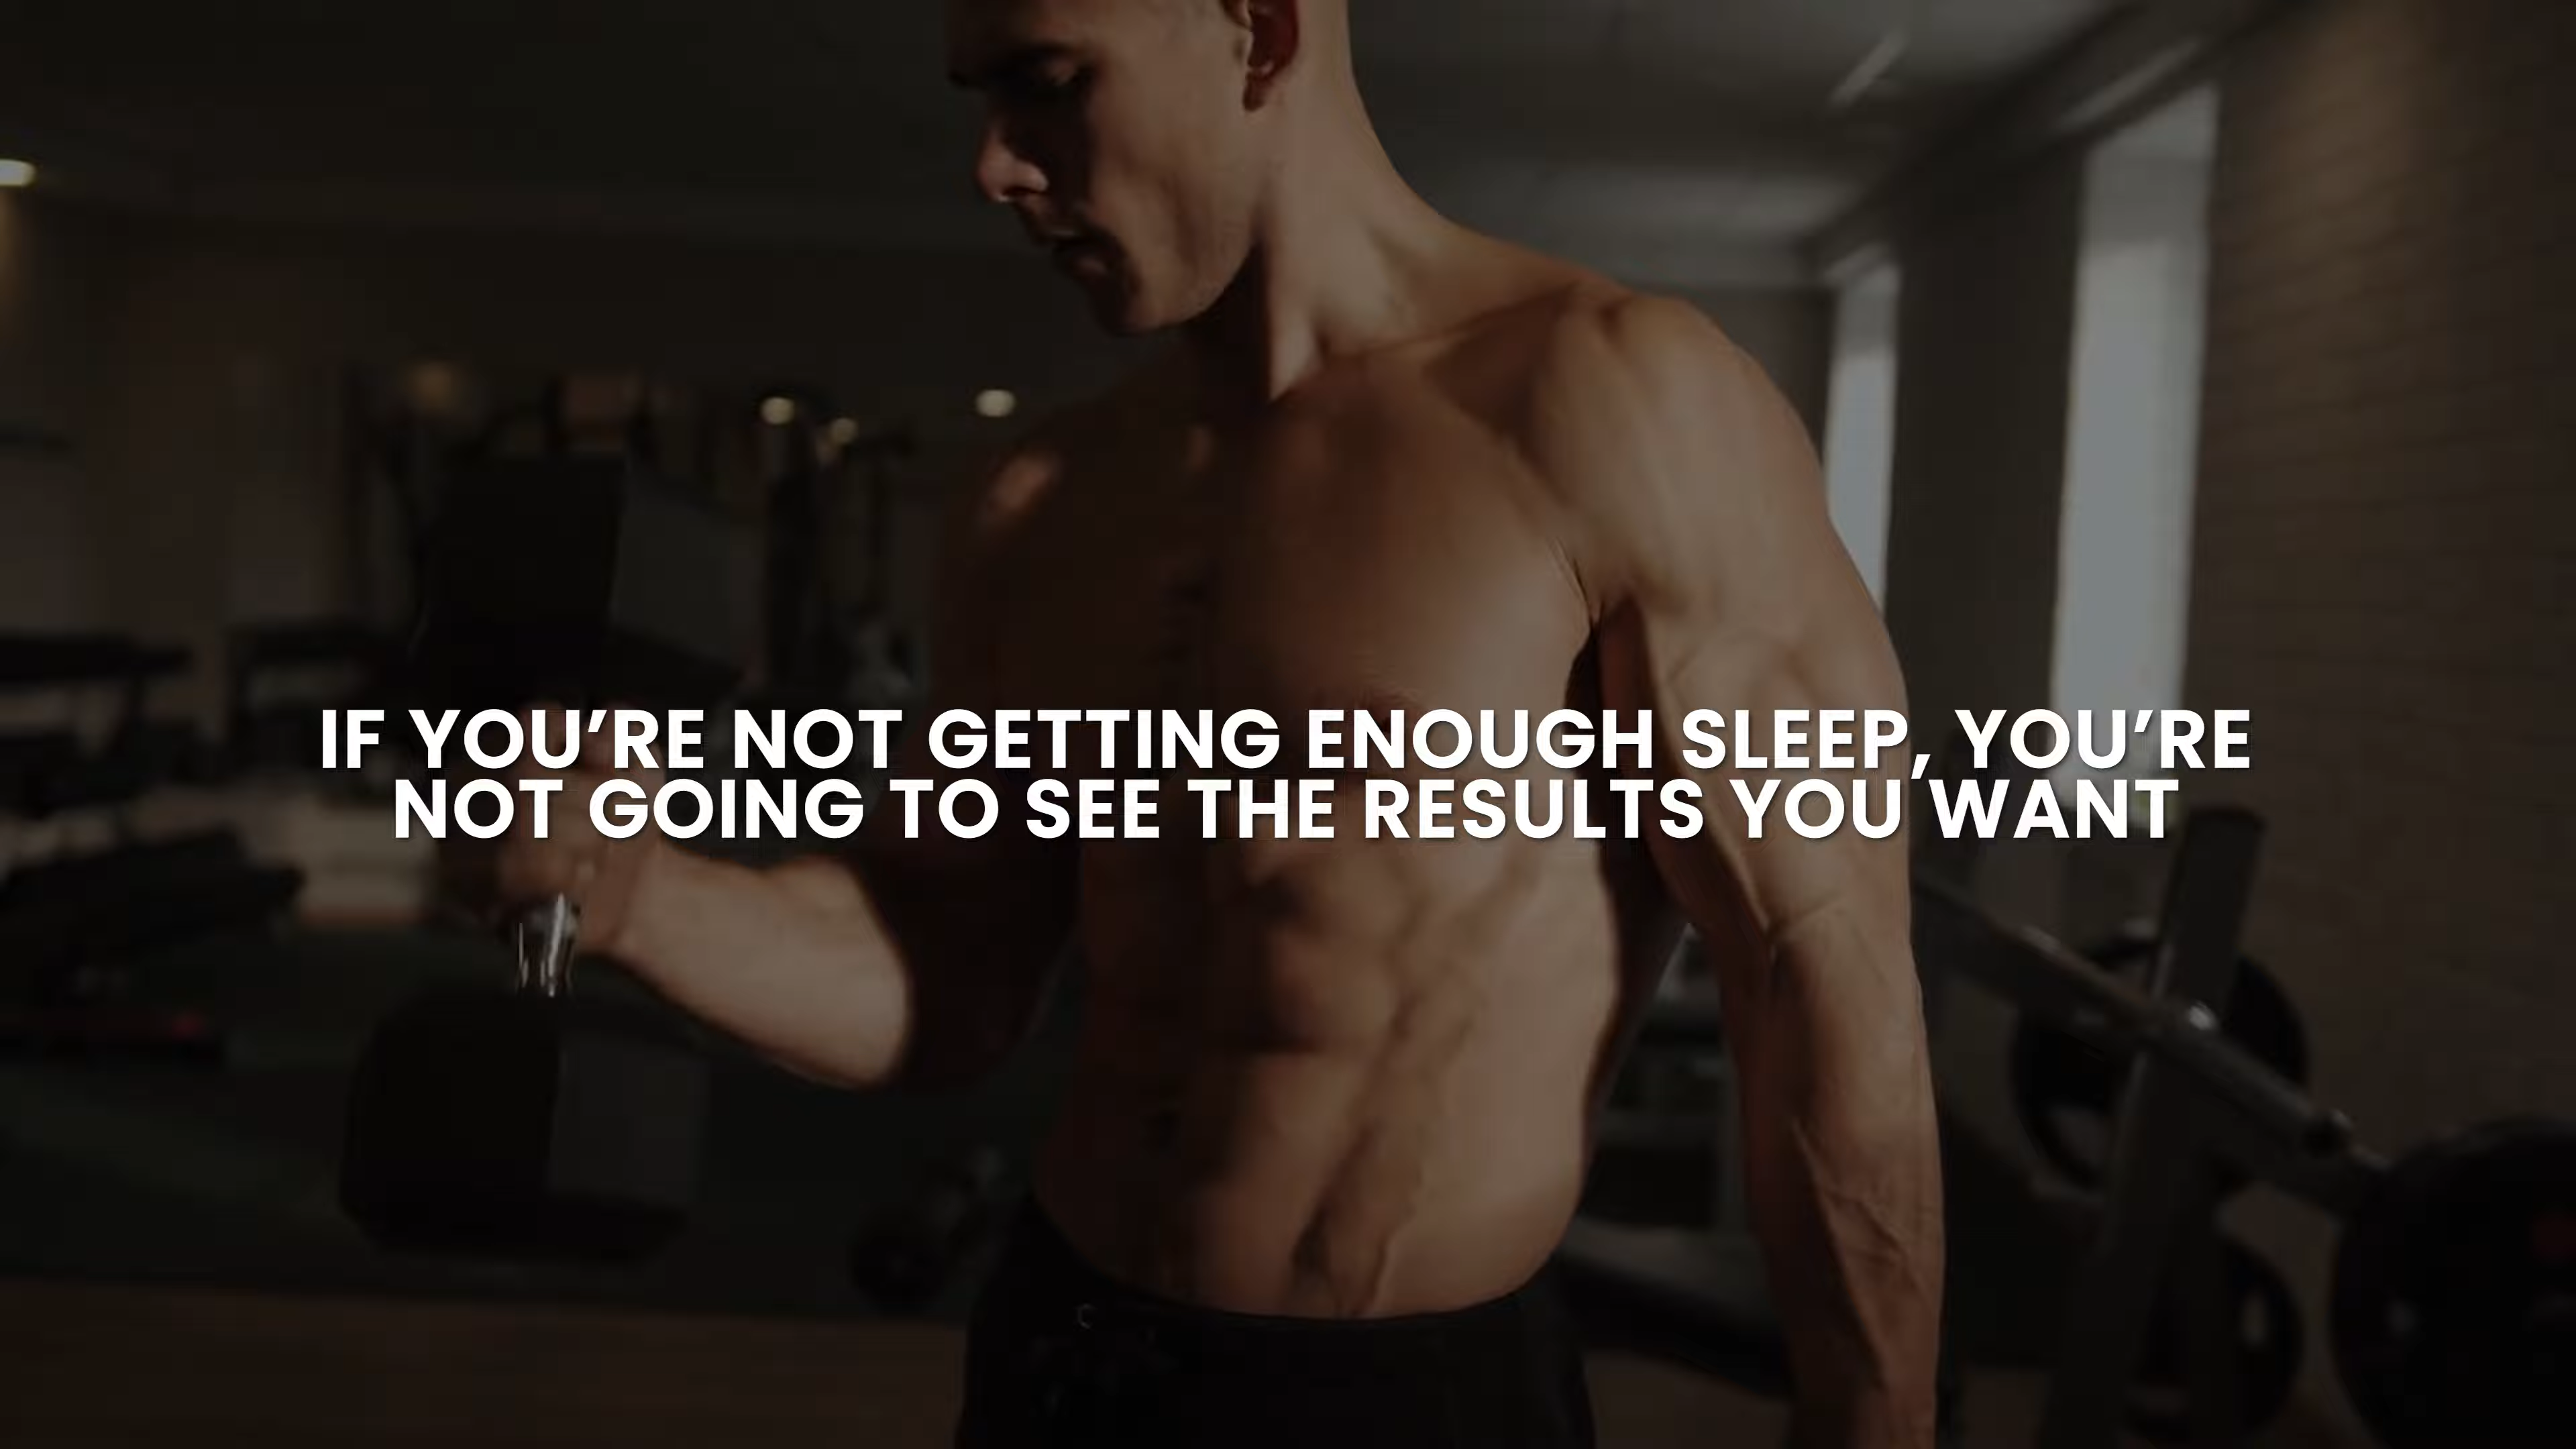 IF YOU’RE NOT GETTING ENOUGH SLEEP, YOU’RE
NOT GOING TO SEE THE RESULTS YOU WANT